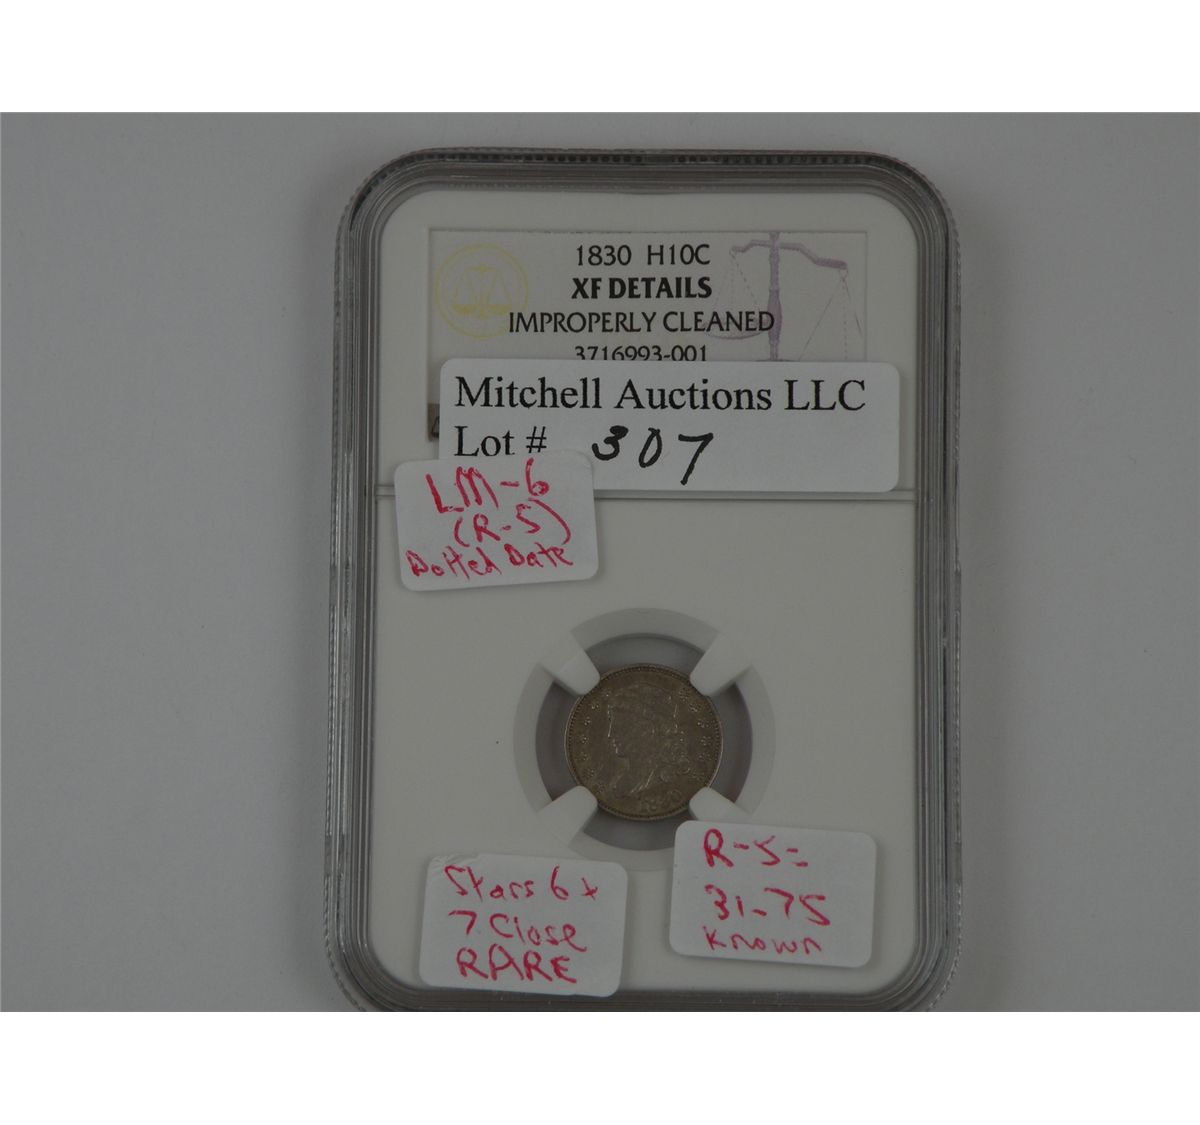 1830 H10C
XF DETAILS
IMPROPERLY CLEANED
3716993-001
Mitchell Auctions LLC
Lot # 307
LM-6
(R-5)
Dotted Date
1830
Stars 6 +
7 Close
RARE
R-5=
31-75
Known